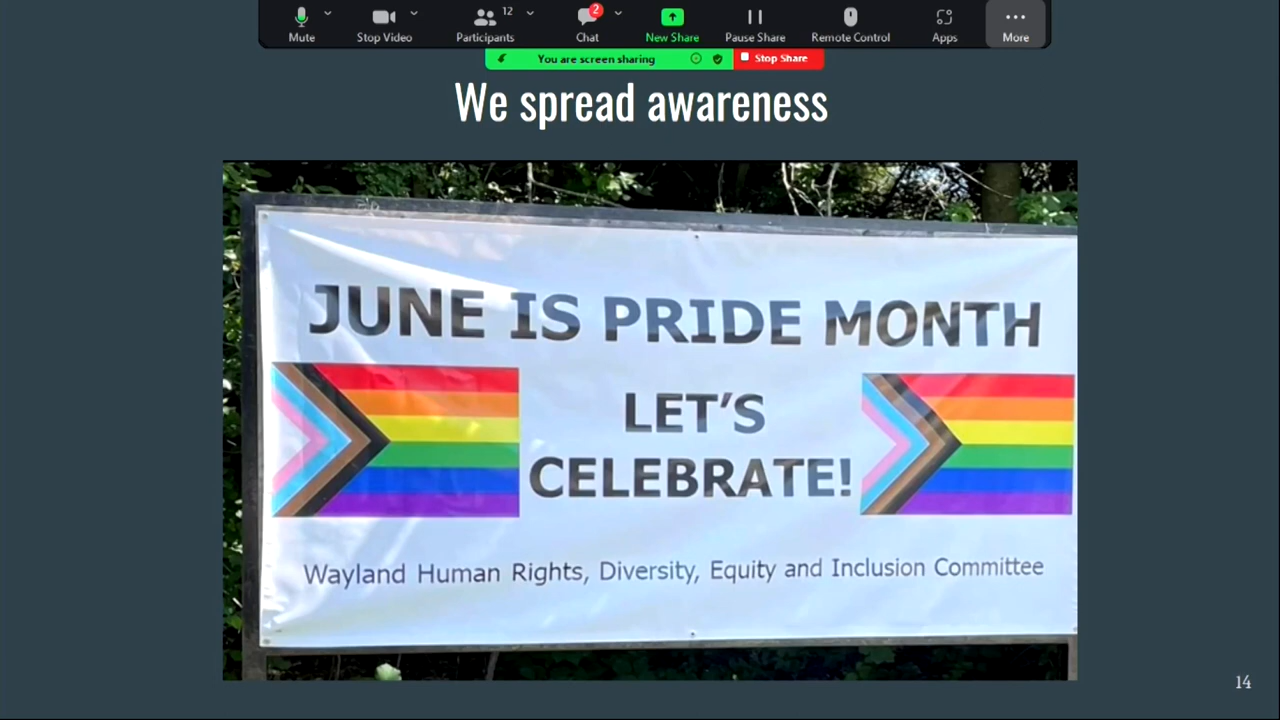 12
2
Mute
Stop Video
Participants
Chat
New Share
Pause Share
Remote Control
Apps
More
You are screen sharing
Stop Share
We spread awareness
JUNE IS PRIDE MONTH
LET'S
CELEBRATE!
Wayland Human Rights, Diversity, Equity and Inclusion Committee
14